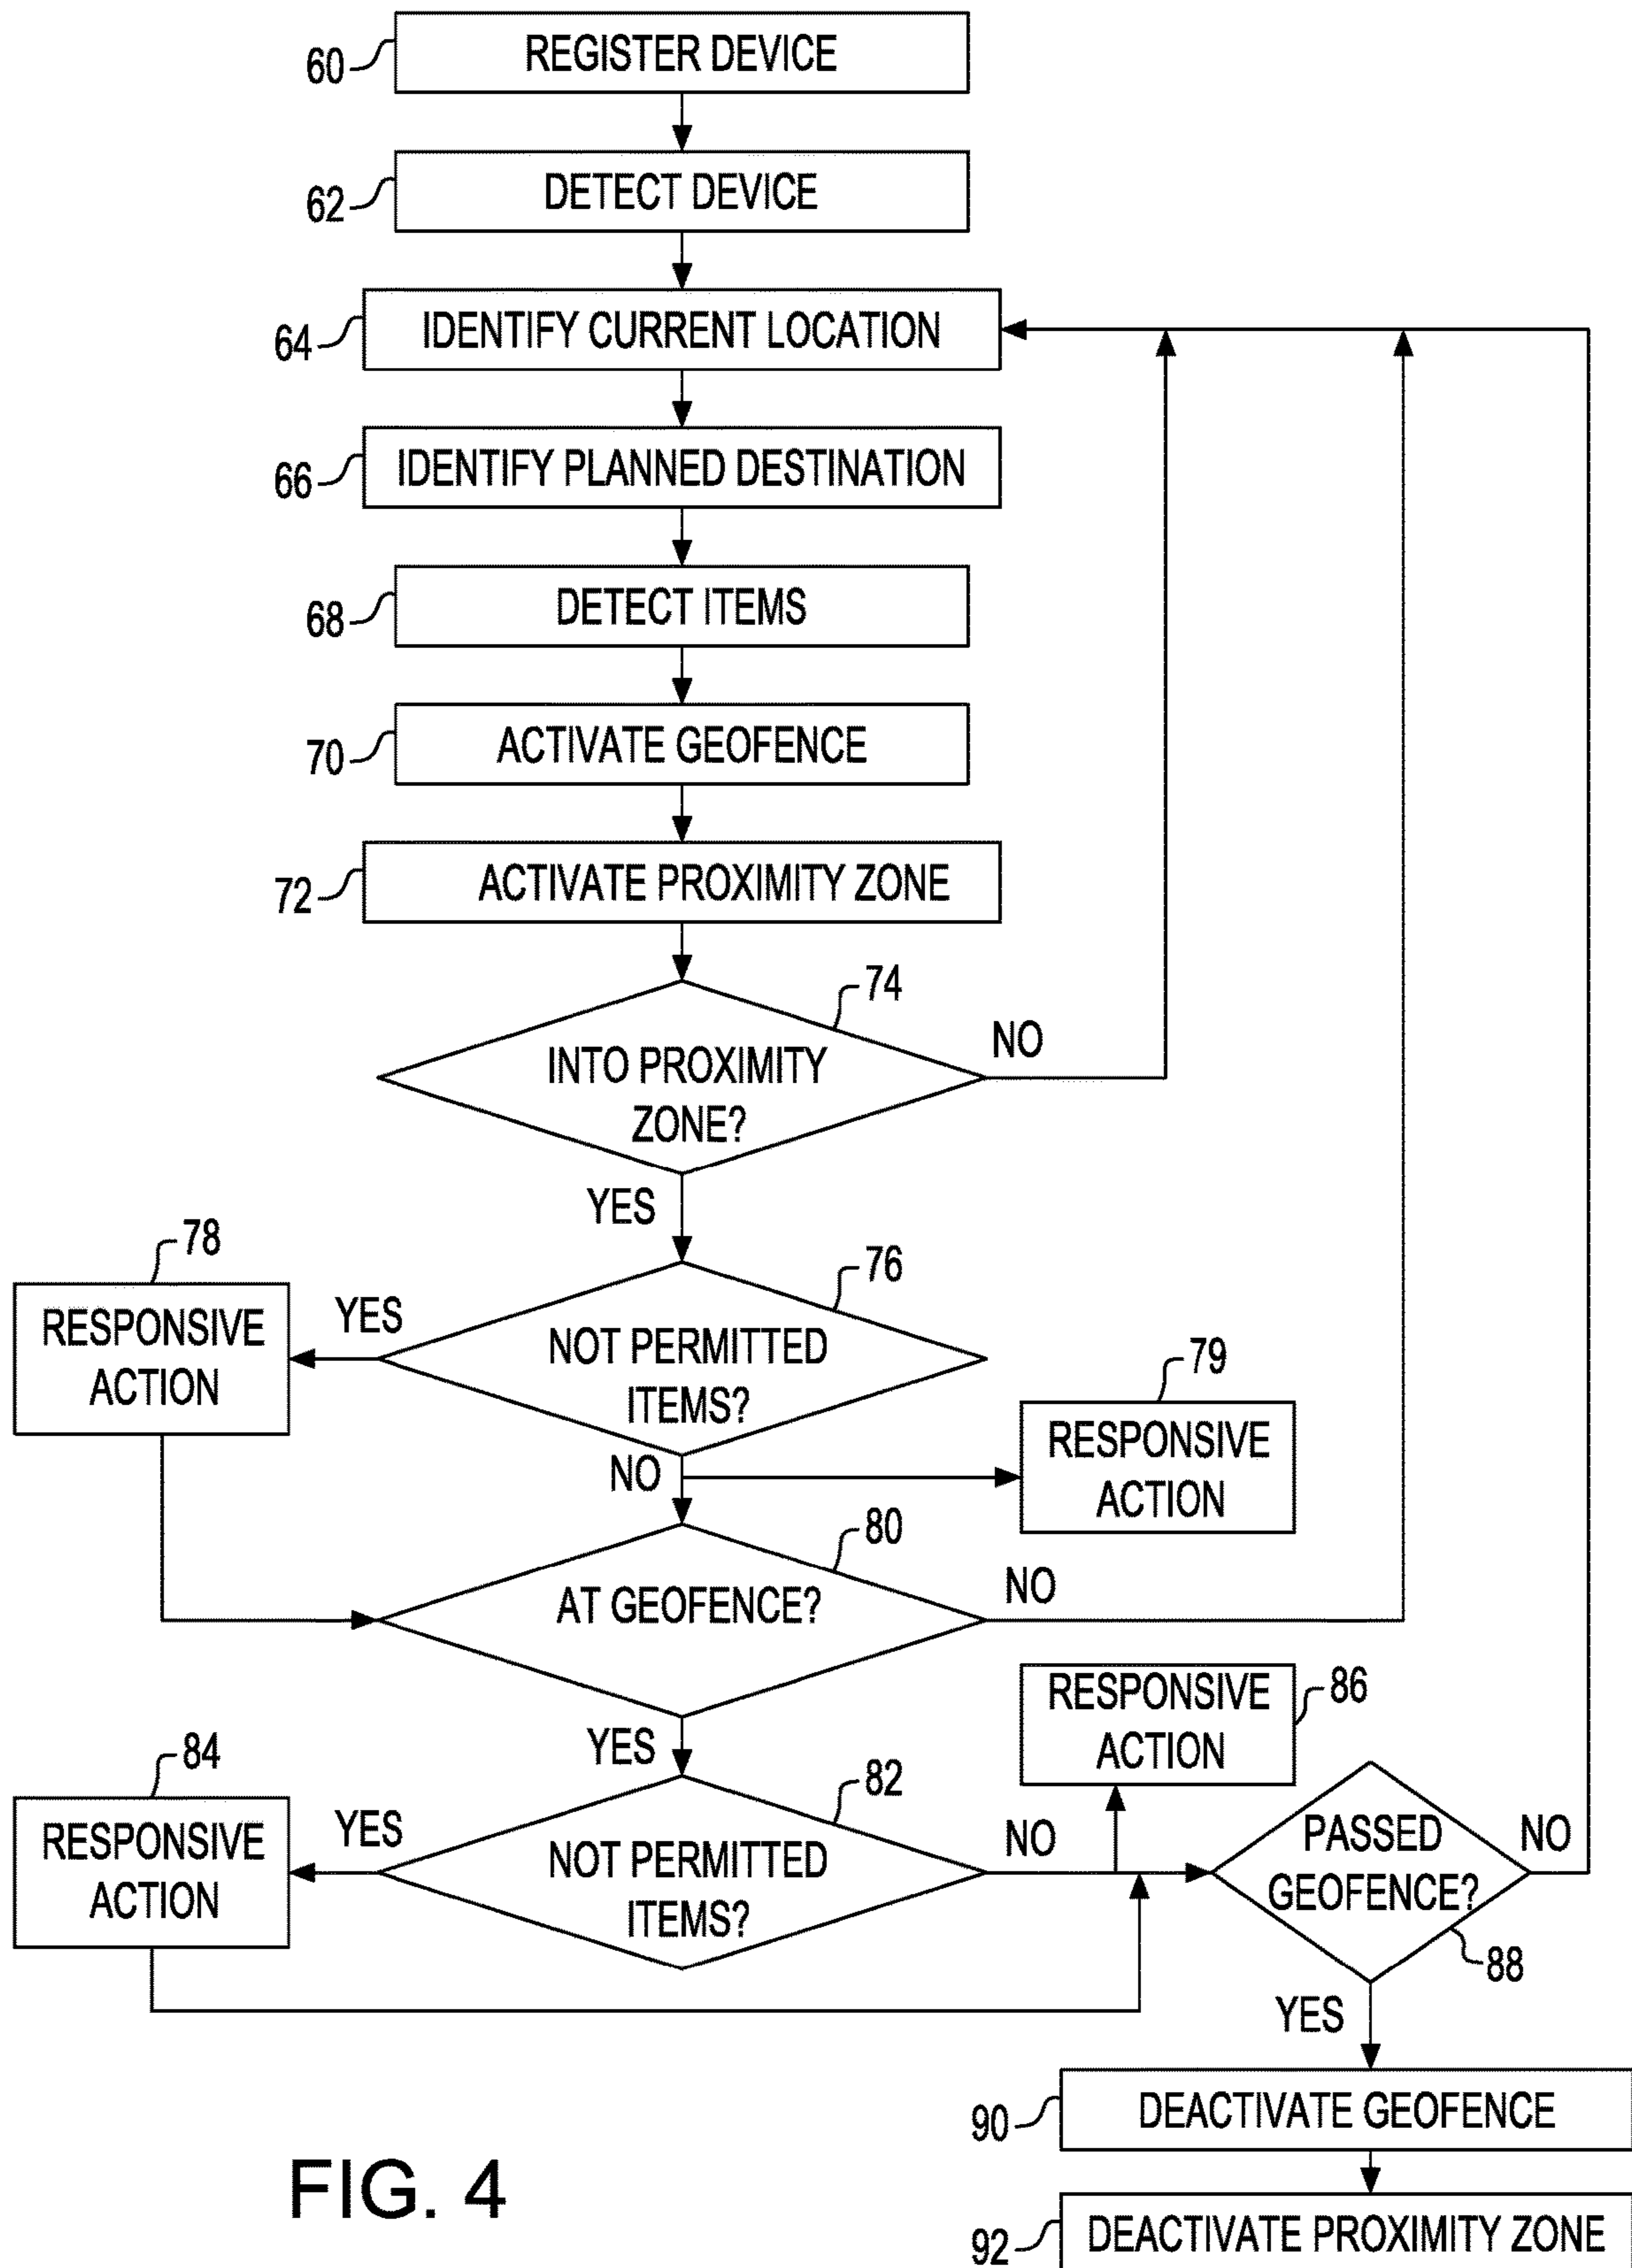 REGISTER DEVICE
60
DETECT DEVICE
62
IDENTIFY CURRENT LOCATION
64
IDENTIFY PLANNED DESTINATION
66
DETECT ITEMS
68
ACTIVATE GEOFENCE
70
ACTIVATE PROXIMITY ZONE
72
74
INTO PROXIMITY
ZONE?
NO
YES
78
76
RESPONSIVE
ACTION
YES
NOT PERMITTED
ITEMS?
79
RESPONSIVE
ACTION
NO
80
AT GEOFENCE?
NO
YES
RESPONSIVE
ACTION
86
84
82
RESPONSIVE
ACTION
YES
NOT PERMITTED
ITEMS?
NO
PASSED
GEOFENCE?
NO
88
YES
DEACTIVATE GEOFENCE
90
DEACTIVATE PROXIMITY ZONE
92
FIG. 4